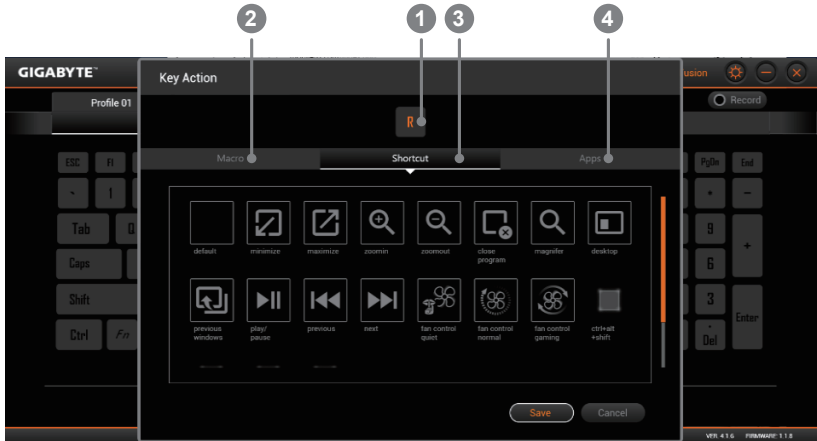 2 1 3 4
GIGABYTE™
Key Action
usion
Profile 01
R
Record
Macro Shortcut Apps
ESC F1 PgDn End
~ 1 * -
Tab Q 9
+
Caps 6
Shift 3
Enter
Ctrl Fn . Del
default minimize maximize zoomin zoomout close program magnifer desktop
previous windows play/ pause previous next fan control quiet fan control normal fan control gaming ctrl+alt +shift
Save Cancel
VER: 4.1.6 FIRMWARE: 1.1.8